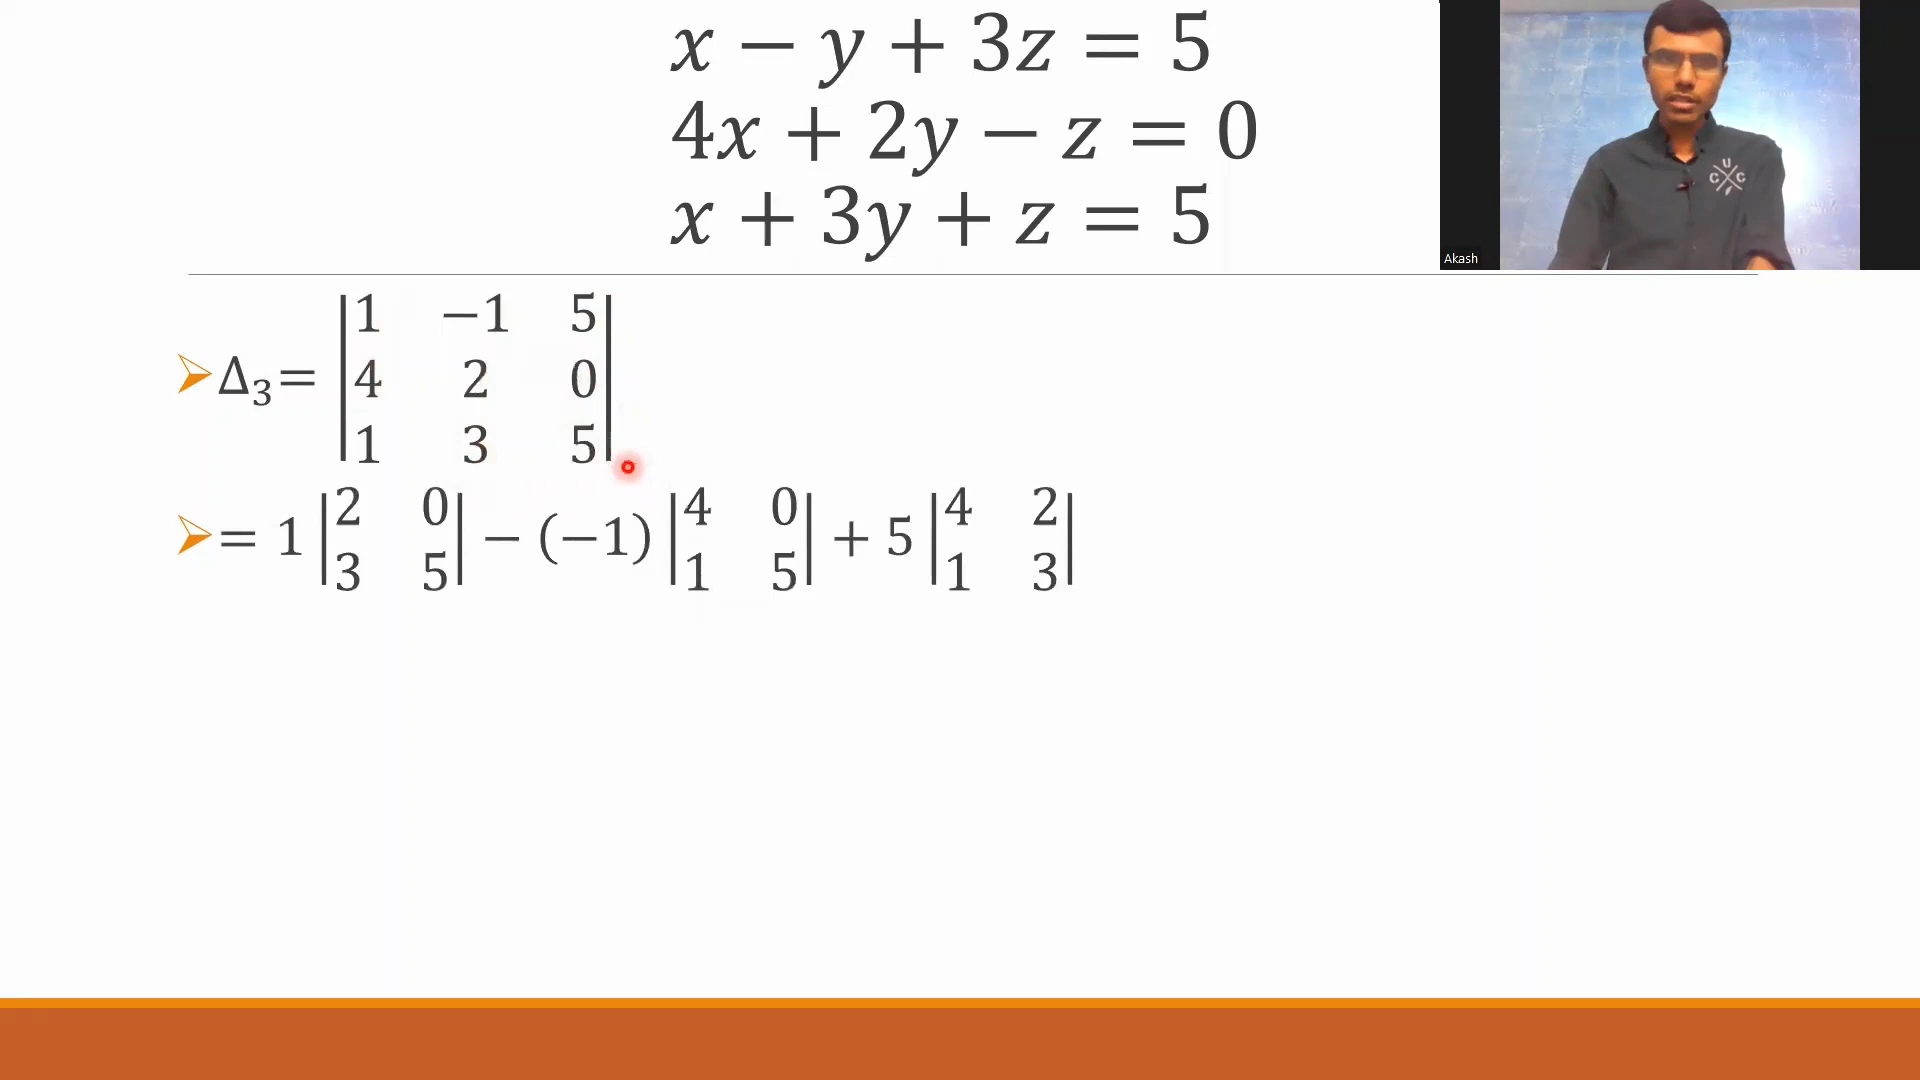 x − y + 3z = 5
4x + 2y − z = 0
x + 3y + z = 5
Akash
U
C C
➢Δ₃= |1 −1 5|
|4 2 0|
|1 3 5|
➢= 1 |2 0| − (−1) |4 0| + 5 |4 2|
|3 5| |1 5| |1 3|